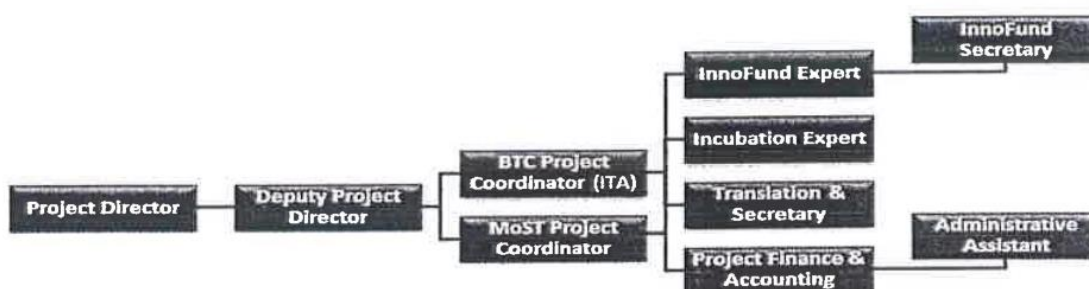 Project Director
Deputy Project
Director
BTC Project
Coordinator (ITA)
MoST Project
Coordinator
InnoFund Expert
Incubation Expert
Translation &
Secretary
Project Finance &
Accounting
InnoFund
Secretary
Administrative
Assistant